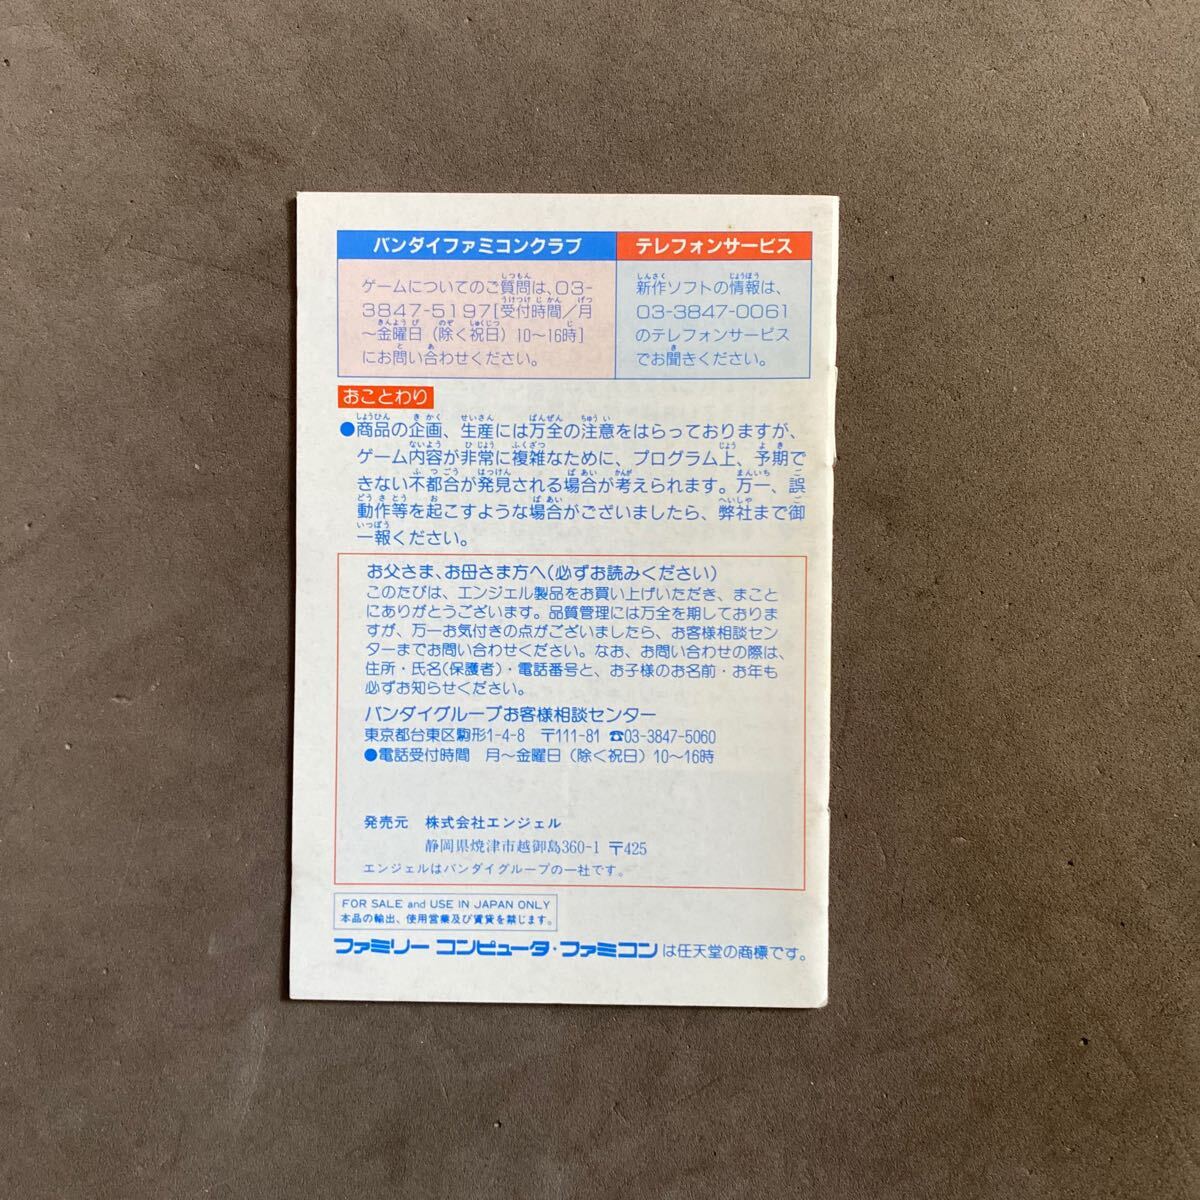 バンダイファミコンクラブ
ゲームについてのご質問は、03-
3847-5197[受付時間／月
～金曜日（除く祝日）10～16時]
にお問い合わせください。
テレフォンサービス
新作ソフトの情報は、
03-3847-0061
のテレフォンサービス
でお聞きください。
おことわり
●商品の企画、生産には万全の注意をはらっておりますが、
ゲーム内容が非常に複雑なために、プログラム上、予期で
きない不都合が発見される場合が考えられます。万一、誤
動作等を起こすような場合がございましたら、弊社まで御
一報ください。
お父さま、お母さま方へ(必ずお読みください)
このたびは、エンジェル製品をお買い上げいただき、まこと
にありがとうございます。品質管理には万全を期しておりま
すが、万一お気付きの点がございましたら、お客様相談セン
ターまでお問い合わせください。なお、お問い合わせの際は、
住所・氏名(保護者)・電話番号と、お子様のお名前・お年も
必ずお知らせください。
バンダイグループお客様相談センター
東京都台東区駒形1-4-8 〒111-81 ☎03-3847-5060
●電話受付時間 月～金曜日（除く祝日）10～16時
発売元 株式会社エンジェル
静岡県焼津市越御島360-1 〒425
エンジェルはバンダイグループの一社です。
FOR SALE and USE IN JAPAN ONLY
本品の輸出、使用営業及び賃貸を禁じます。
ファミリーコンピュータ・ファミコンは任天堂の商標です。